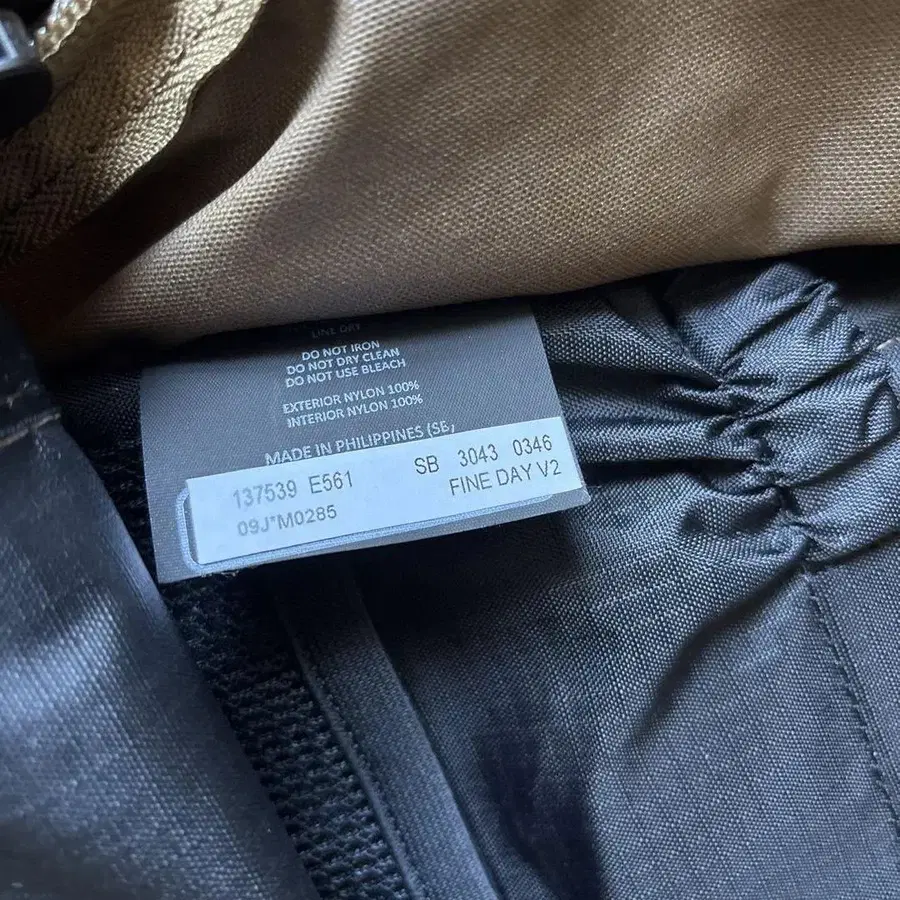 LINE DRY
DO NOT IRON
DO NOT DRY CLEAN
DO NOT USE BLEACH
EXTERIOR NYLON 100%
INTERIOR NYLON 100%
MADE IN PHILIPPINES (SB)
137539 E561 SB 3043 0346
09J*M0285 FINE DAY V2